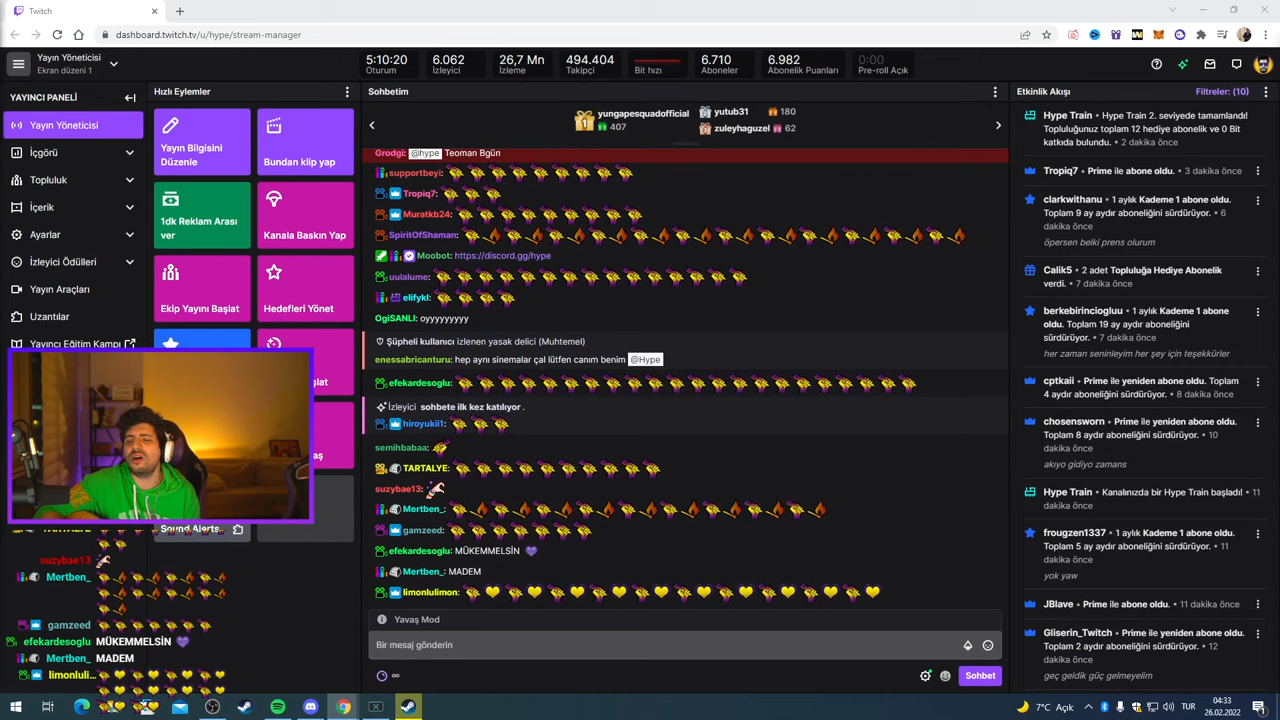 Twitch
dashboard.twitch.tv/u/hype/stream-manager
Yayın Yöneticisi
Ekran düzeni 1
5:10:20
Oturum
6.062
İzleyici
26,7 Mn
İzleme
494.404
Takipçi
Bit hızı
6.710
Aboneler
6.982
Abonelik Puanları
0:00
Pre-roll Açık
YAYINCI PANELİ
Yayın Yöneticisi
İçgörü
Topluluk
İçerik
Ayarlar
İzleyici Ödülleri
Yayın Araçları
Uzantılar
Yayıncı Eğitim Kampı
Hızlı Eylemler
Yayın Bilgisini
Düzenle
Bundan klip yap
1dk Reklam Arası
ver
Kanala Baskın Yap
Ekip Yayını Başlat
Hedefleri Yönet
Sound Alerts
Sohbetim
1
yungapesquadofficial
407
yutub31 180
zuleyhaguzel 62
Grodgi: @hype Teoman Bgün
supportbeyi:
Tropiq7:
Muratkb24:
SpiritOfShaman:
Moobot: https://discord.gg/hype
uulalume:
elifykl:
OgiSANLI: oyyyyyyyy
Şüpheli kullanıcı: izlenen yasak delici (Muhtemel)
enessabricanturu: hep aynı sinemalar çal lütfen canım benim @Hype
efekardesoglu:
İzleyici sohbete ilk kez katılıyor .
hiroyukii1:
semihbabaa:
TARTALYE:
suzybae13:
Mertben_:
gamzeed:
efekardesoglu: MÜKEMMELSİN
Mertben_: MADEM
limonlulimon:
Yavaş Mod
Bir mesaj gönderin
Sohbet
Etkinlik Akışı
Filtreler: (10)
Hype Train • Hype Train 2. seviyede tamamlandı!
Topluluğunuz toplam 12 hediye abonelik ve 0 Bit
katkıda bulundu. • 2 dakika önce
Tropiq7 • Prime ile abone oldu. • 3 dakika önce
clarkwithanu • 1 aylık Kademe 1 abone oldu.
Toplam 9 ay aydır aboneliğini sürdürüyor. • 6
dakika önce
öpersen belki prens olurum
Calik5 • 2 adet Topluluğa Hediye Abonelik
verdi. • 7 dakika önce
berkebirinciogluu • 1 aylık Kademe 1 abone
oldu. Toplam 19 ay aydır aboneliğini
sürdürüyor. • 7 dakika önce
her zaman seninleyim her şey için teşekkürler
cptkaii • Prime ile yeniden abone oldu. Toplam
4 aydır aboneliğini sürdürüyor. • 8 dakika önce
chosensworn • Prime ile yeniden abone oldu.
Toplam 8 aydır aboneliğini sürdürüyor. • 10
dakika önce
akıyo gidiyo zamans
Hype Train • Kanalınızda bir Hype Train başladı! • 11
dakika önce
frougzen1337 • 1 aylık Kademe 1 abone oldu.
Toplam 5 ay aydır aboneliğini sürdürüyor. • 11
dakika önce
yok yaw
JBlave • Prime ile abone oldu. • 11 dakika önce
Gliserin_Twitch • Prime ile yeniden abone oldu.
Toplam 2 aydır aboneliğini sürdürüyor. • 12
dakika önce
geç geldik güç gelmeyelim
suzybae13
Mertben_
gamzeed
efekardesoglu MÜKEMMELSİN
Mertben_ MADEM
limonluli...
7°C Açık
TUR
04:33
26.02.2022